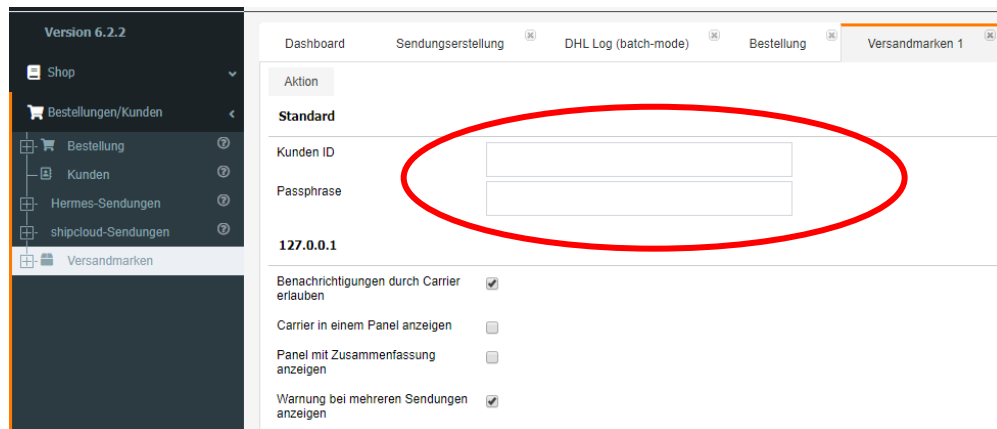 Version 6.2.2
Shop
Bestellungen/Kunden
Bestellung
Kunden
Hermes-Sendungen
shipcloud-Sendungen
Versandmarken
Dashboard Sendungserstellung DHL Log (batch-mode) Bestellung Versandmarken 1
Aktion
Standard
Kunden ID
Passphrase
127.0.0.1
Benachrichtigungen durch Carrier
erlauben
Carrier in einem Panel anzeigen
Panel mit Zusammenfassung
anzeigen
Warnung bei mehreren Sendungen
anzeigen